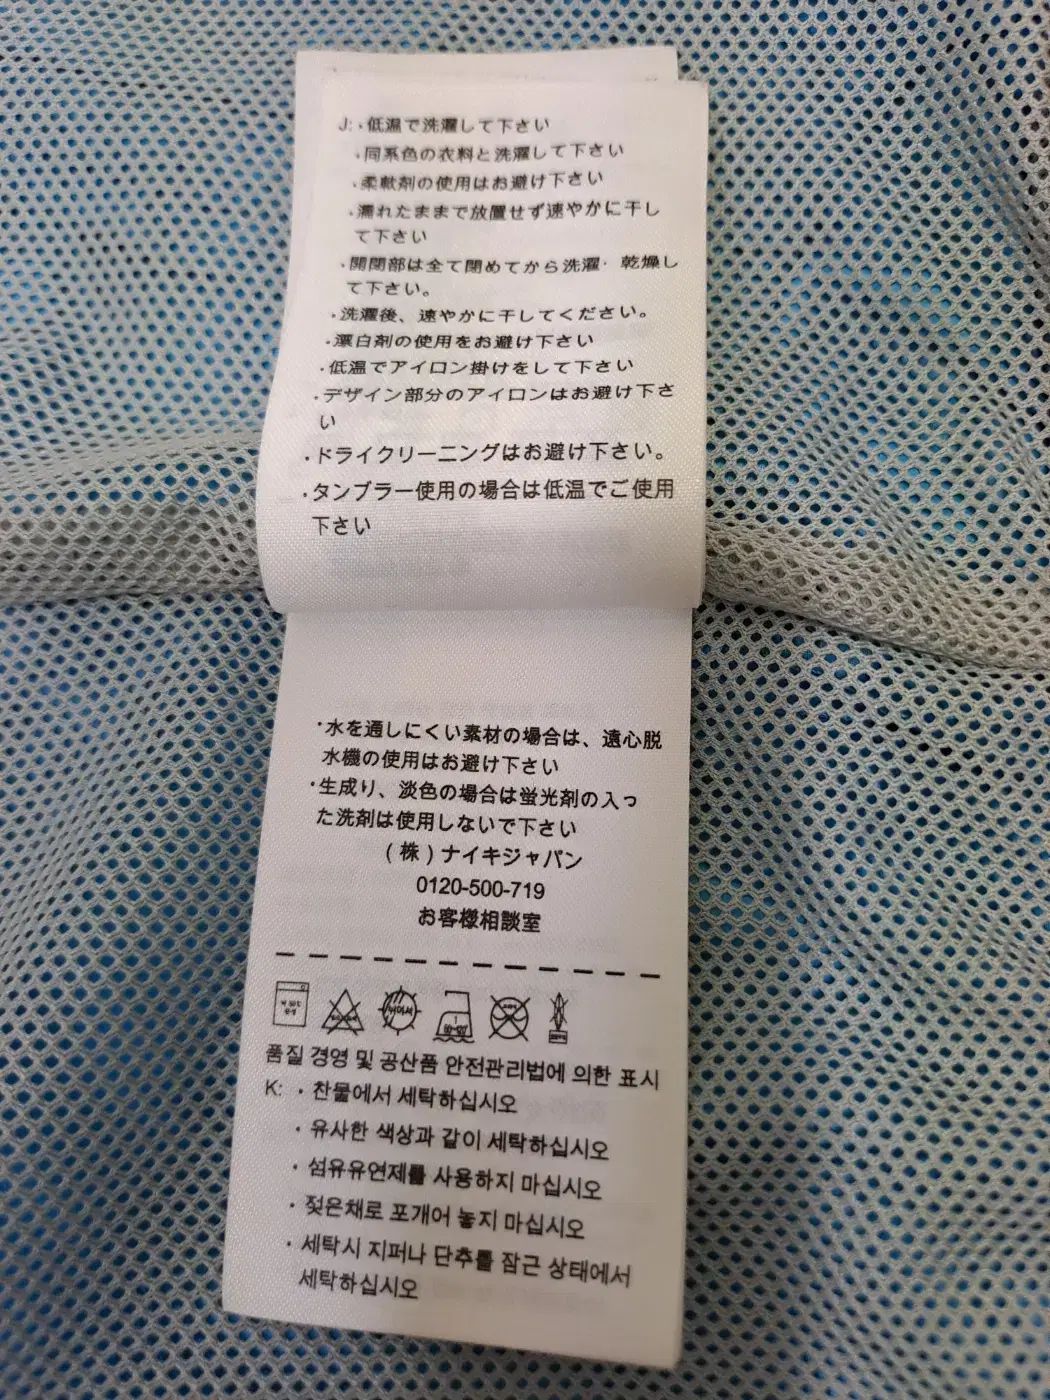 J: ・低温で洗濯して下さい
・同系色の衣料と洗濯して下さい
・柔軟剤の使用はお避け下さい
・濡れたままで放置せず速やかに干し
て下さい
・開閉部は全て閉めてから洗濯・乾燥し
て下さい。
・洗濯後、速やかに干してください。
・漂白剤の使用をお避け下さい
・低温でアイロン掛けをして下さい
・デザイン部分のアイロンはお避け下さ
い
・ドライクリーニングはお避け下さい。
・タンブラー使用の場合は低温でご使用
下さい
・水を通しにくい素材の場合は、遠心脱
水機の使用はお避け下さい
・生成り、淡色の場合は蛍光剤の入っ
た洗剤は使用しないで下さい
(株)ナイキジャパン
0120-500-719
お客様相談室
품질 경영 및 공산품 안전관리법에 의한 표시
K: ・찬물에서 세탁하십시오
・유사한 색상과 같이 세탁하십시오
・섬유유연제를 사용하지 마십시오
・젖은채로 포개어 놓지 마십시오
・세탁시 지퍼나 단추를 잠근 상태에서
세탁하십시오